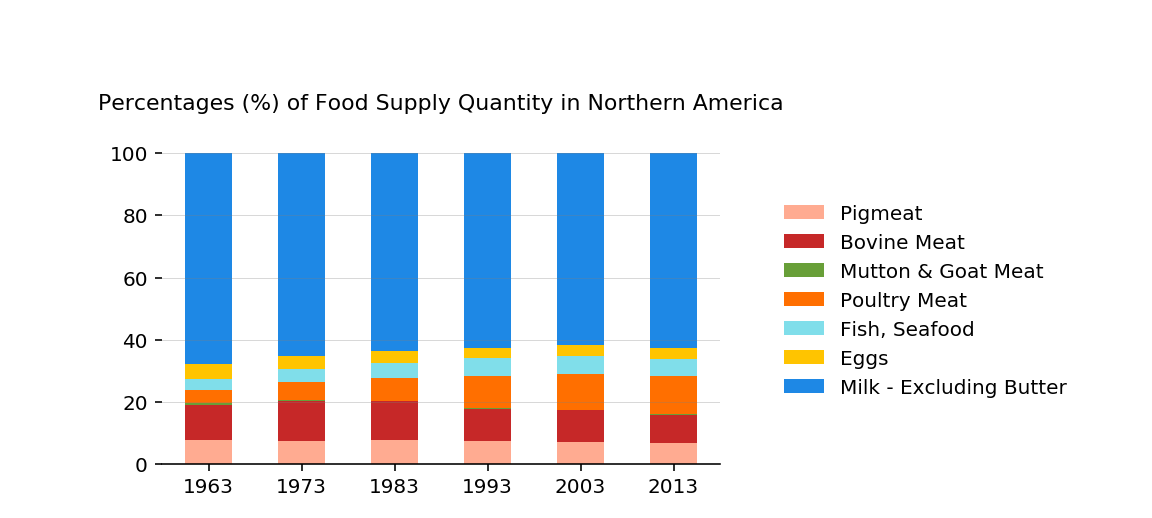 Percentages (%) of Food Supply Quantity in Northern America
100
80
60
40
20
0
1963 1973 1983 1993 2003 2013
Pigmeat
Bovine Meat
Mutton & Goat Meat
Poultry Meat
Fish, Seafood
Eggs
Milk - Excluding Butter